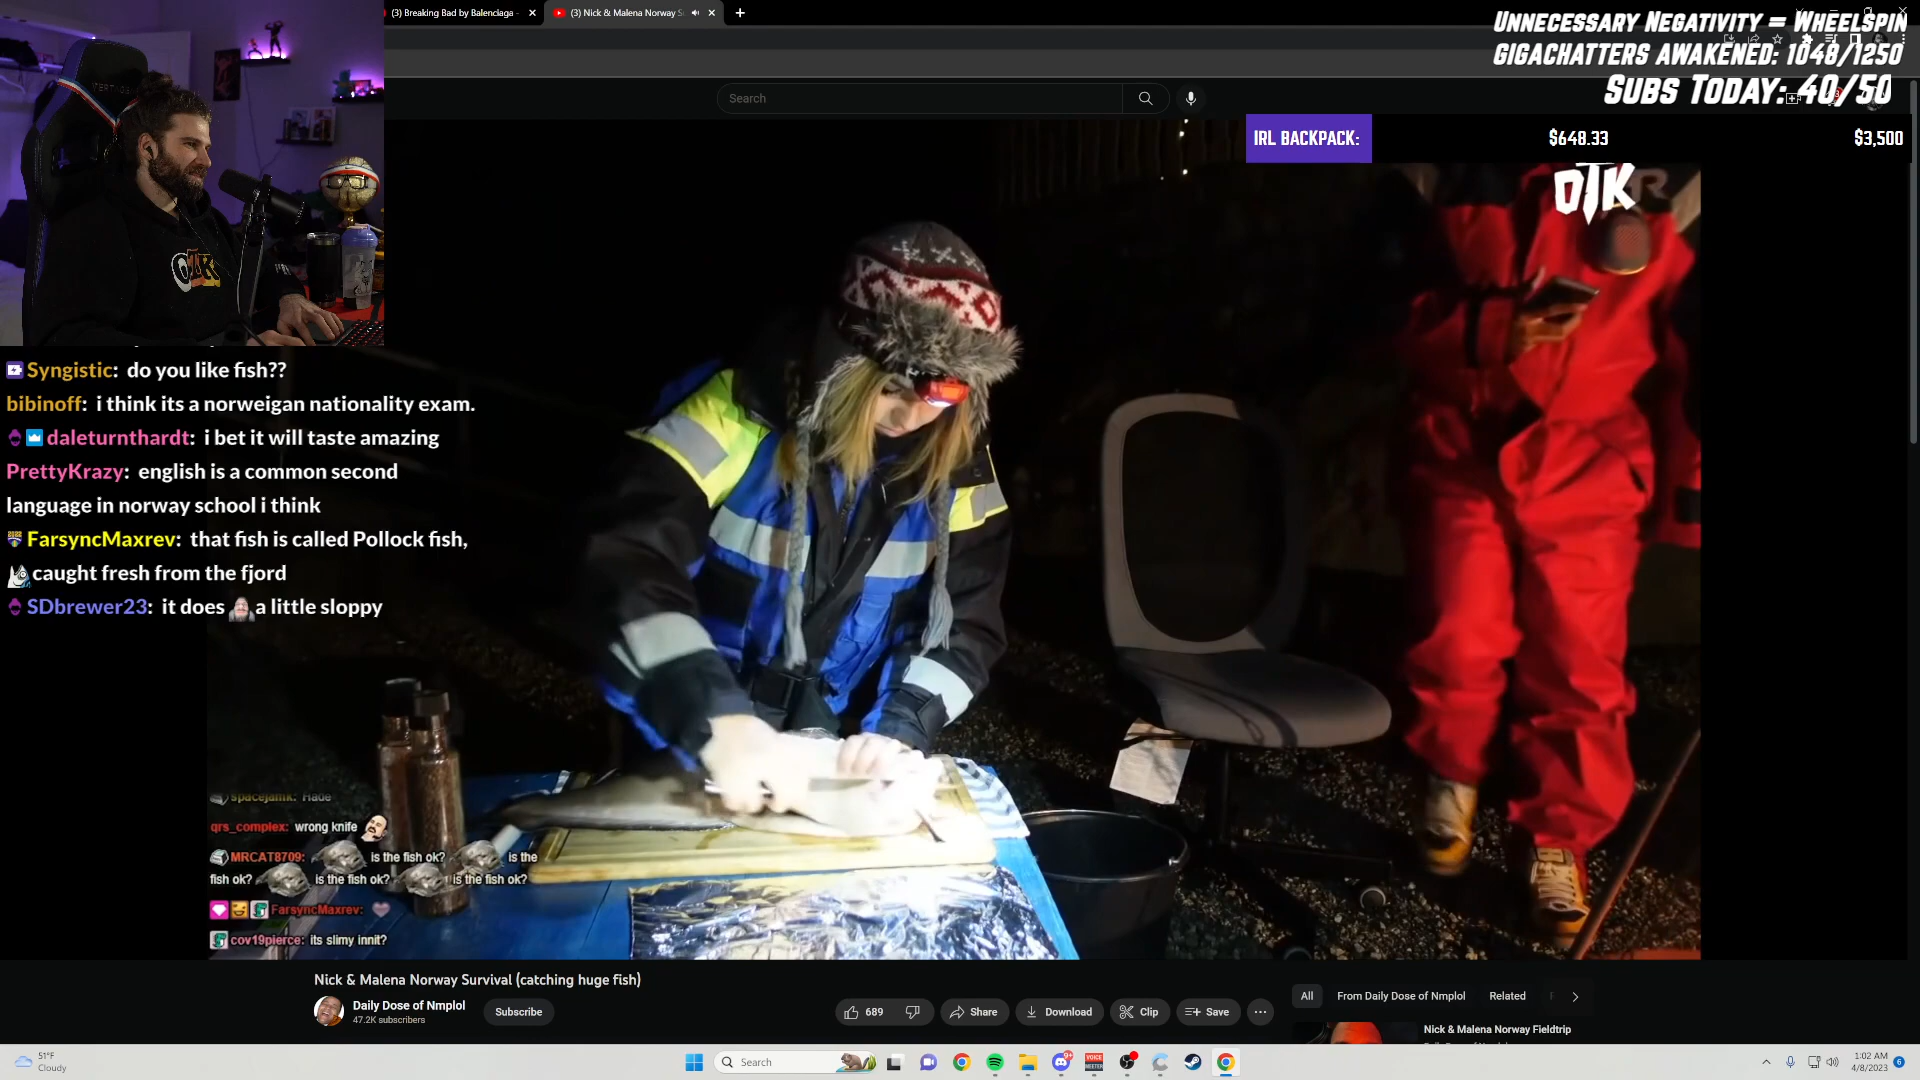 (3) Breaking Bad by Balenciaga -
(3) Nick & Malena Norway S
Unnecessary Negativity = Wheelspin
GIGACHATTERS AWAKENED: 1048/1250
Subs Today: 40/50
Search
IRL BACKPACK:
$648.33
$3,500
OTK
OTK
Syngistic: do you like fish??
bibinoff: i think its a norweigan nationality exam.
daleturnthardt: i bet it will taste amazing
PrettyKrazy: english is a common second
language in norway school i think
FarsyncMaxrev: that fish is called Pollock fish,
caught fresh from the fjord
SDbrewer23: it does a little sloppy
spacejamk: Hade
qrs_complex: wrong knife
MRCAT8709: is the fish ok? is the
fish ok? is the fish ok? is the fish ok?
FarsyncMaxrev:
cov19pierce: its slimy innit?
Nick & Malena Norway Survival (catching huge fish)
Daily Dose of Nmplol
47.2K subscribers
Subscribe
689
Share
Download
Clip
Save
All
From Daily Dose of Nmplol
Related
Nick & Malena Norway Fieldtrip
51°F
Cloudy
Search
9+
VOICE
MEETER
1:02 AM
4/8/2023
6